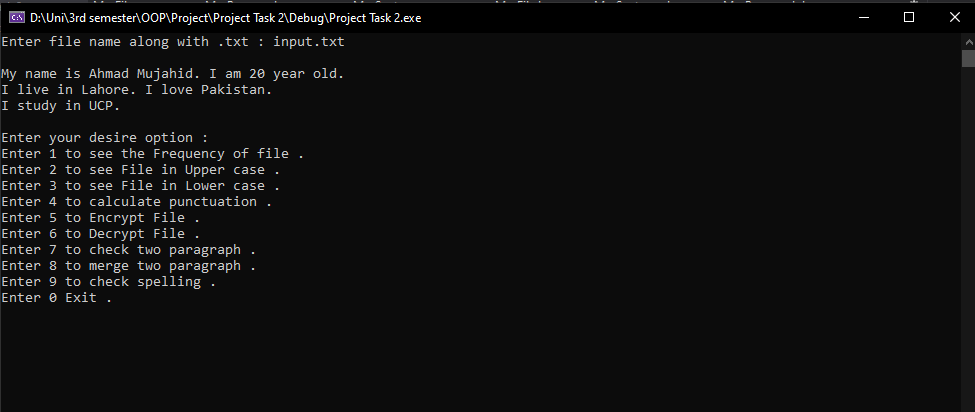 D:\Uni\3rd semester\OOP\Project\Project Task 2\Debug\Project Task 2.exe
Enter file name along with .txt : input.txt
My name is Ahmad Mujahid. I am 20 year old.
I live in Lahore. I love Pakistan.
I study in UCP.
Enter your desire option :
Enter 1 to see the Frequency of file .
Enter 2 to see File in Upper case .
Enter 3 to see File in Lower case .
Enter 4 to calculate punctuation .
Enter 5 to Encrypt File .
Enter 6 to Decrypt File .
Enter 7 to check two paragraph .
Enter 8 to merge two paragraph .
Enter 9 to check spelling .
Enter 0 Exit .